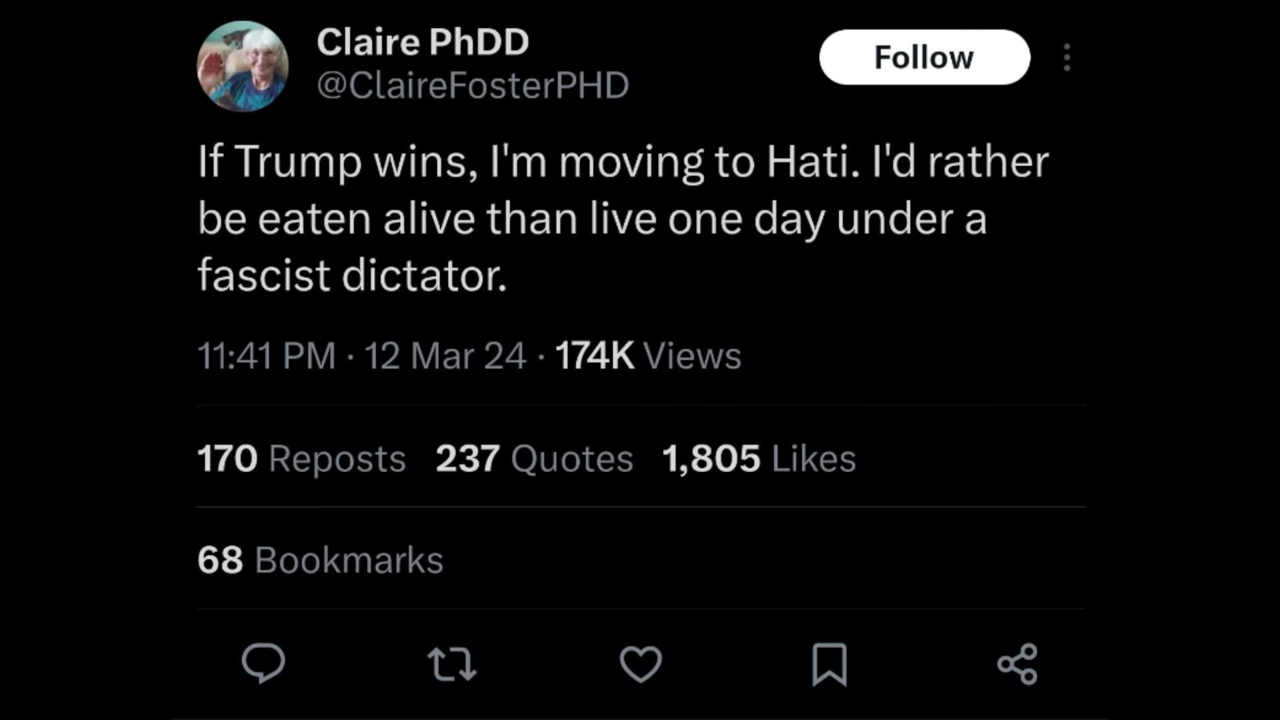 Claire PhDD
Follow
@ClaireFosterPHD
If Trump wins, I'm moving to Hati. I'd rather
be eaten alive than live one day under a
fascist dictator.
11:41 PM · 12 Mar 24 · 174K Views
170 Reposts 237 Quotes 1,805 Likes
68 Bookmarks